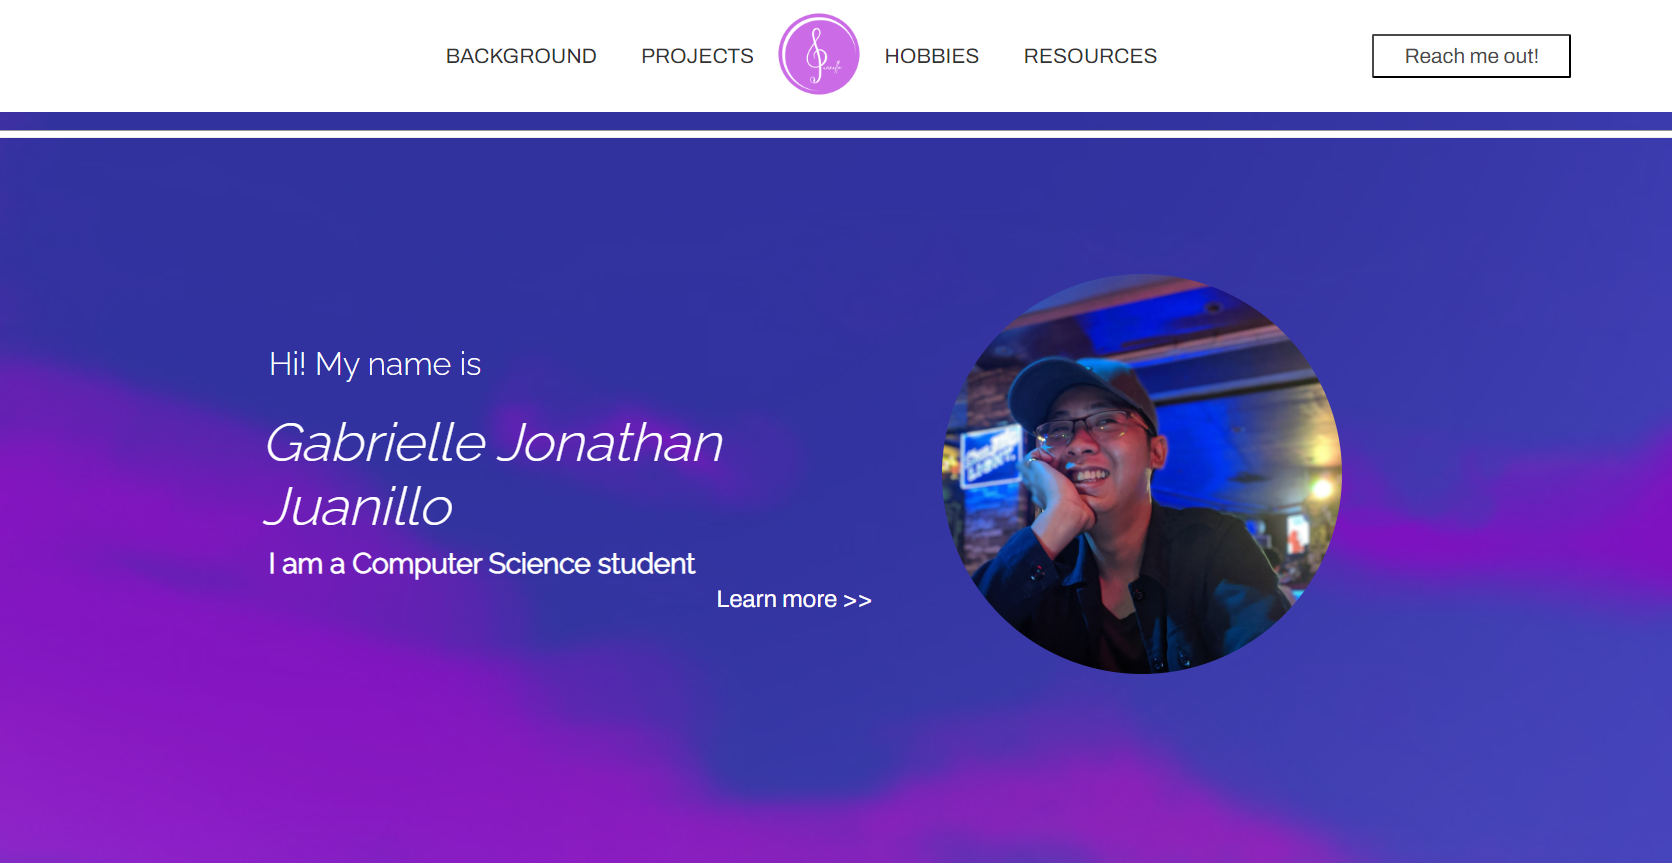 BACKGROUND PROJECTS HOBBIES RESOURCES Reach me out!
Hi! My name is
Gabrielle Jonathan
Juanillo
I am a Computer Science student
Learn more >>
LIGHT